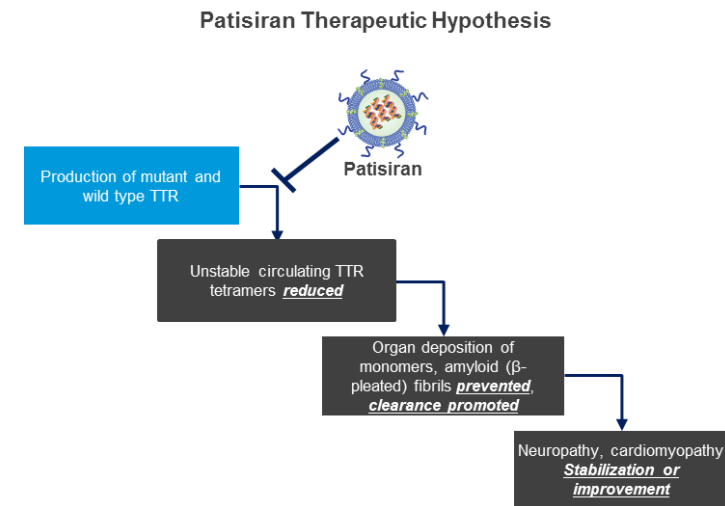 Patisiran Therapeutic Hypothesis
Patisiran
Production of mutant and
wild type TTR
Unstable circulating TTR
tetramers reduced
Organ deposition of
monomers, amyloid (β-
pleated) fibrils prevented,
clearance promoted
Neuropathy, cardiomyopathy
Stabilization or
improvement